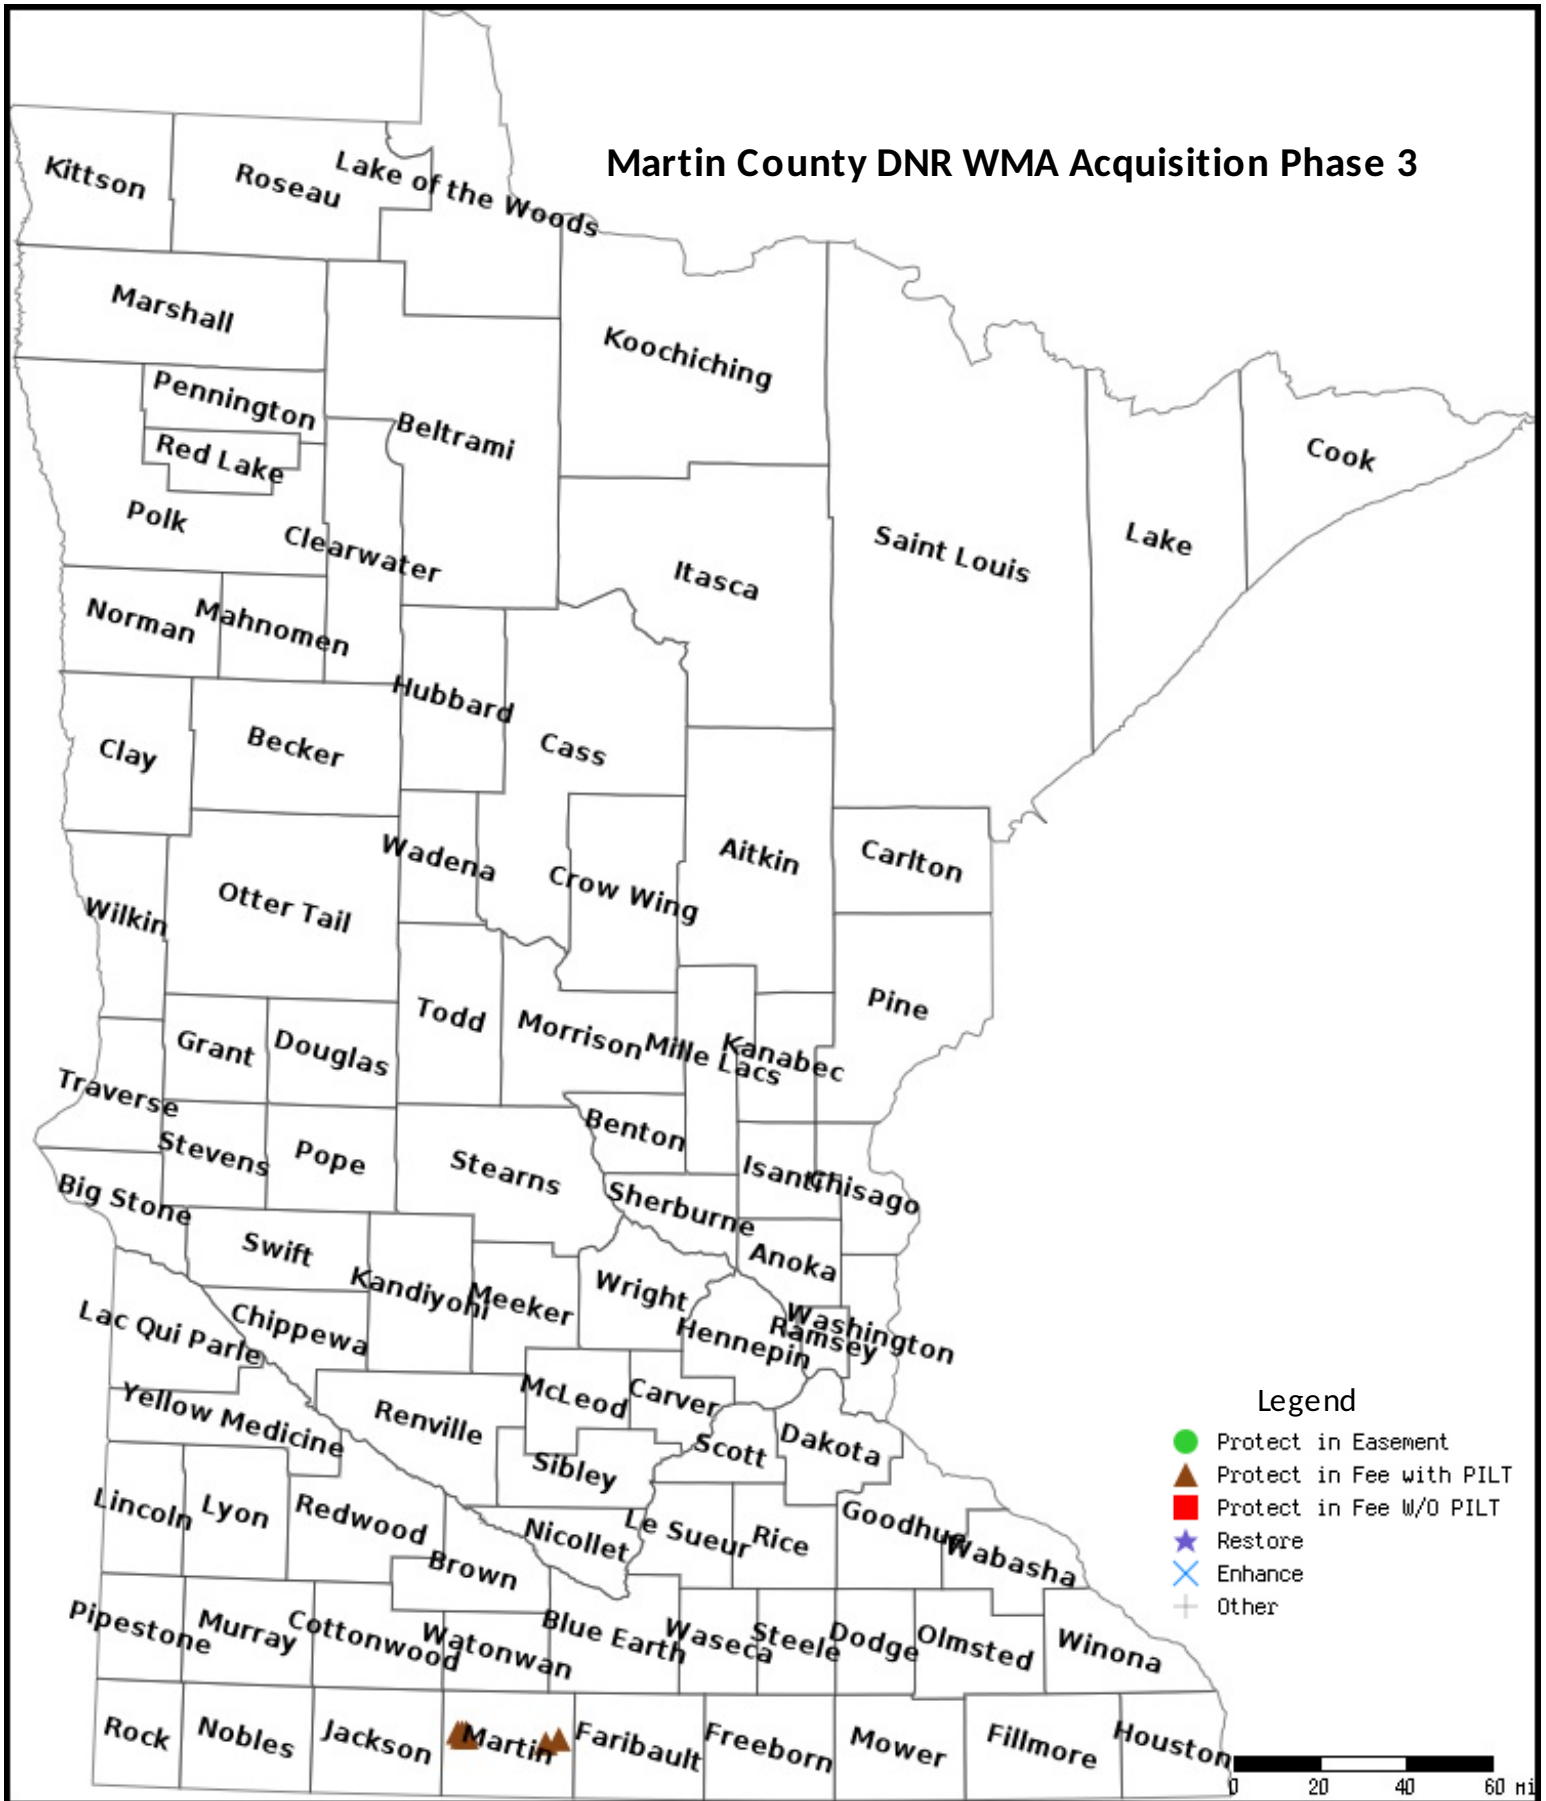 Martin County DNR WMA Acquisition Phase 3
Kittson
Roseau
Lake of the Woods
Marshall
Koochiching
Pennington
Beltrami
Red Lake
Cook
Polk
Clearwater
Saint Louis
Lake
Itasca
Norman
Mahnomen
Hubbard
Clay
Becker
Cass
Wadena
Aitkin
Carlton
Otter Tail
Crow Wing
Wilkin
Todd
Pine
Morrison
Grant
Douglas
Mille Lacs
Kanabec
Traverse
Benton
Stevens
Pope
Stearns
Isanti
Chisago
Big Stone
Sherburne
Swift
Anoka
Kandiyohi
Meeker
Wright
Lac Qui Parle
Chippewa
Washington
Ramsey
Hennepin
McLeod
Carver
Yellow Medicine
Renville
Scott
Dakota
Sibley
Lincoln
Lyon
Redwood
Nicollet
Le Sueur
Rice
Goodhue
Wabasha
Brown
Pipestone
Murray
Cottonwood
Watonwan
Blue Earth
Waseca
Steele
Dodge
Olmsted
Winona
Rock
Nobles
Jackson
Martin
Faribault
Freeborn
Mower
Fillmore
Houston
Legend
Protect in Easement
Protect in Fee with PILT
Protect in Fee W/O PILT
Restore
Enhance
Other
0 20 40 60 mi